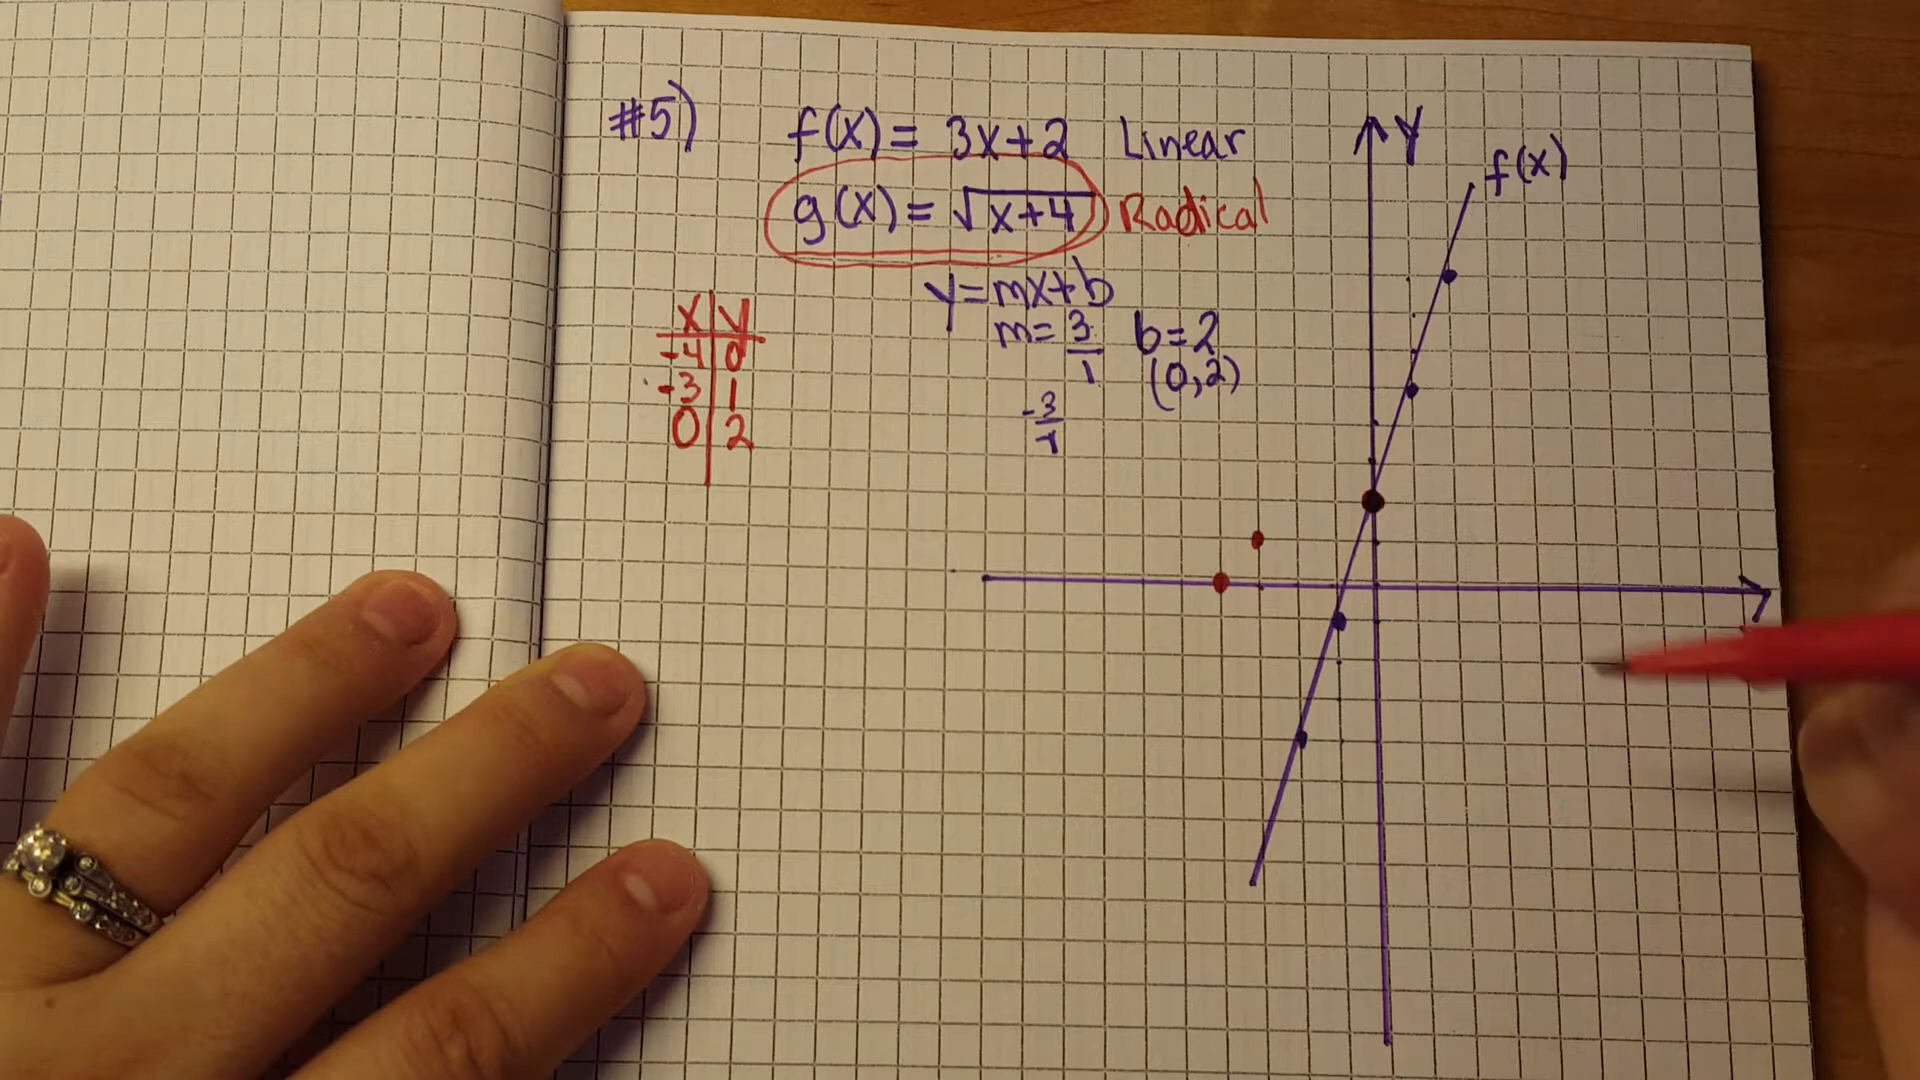 #5) f(x) = 3x+2 Linear
g(x) = √x+4 Radical
y=mx+b
m= 3/1 b=2
(0,2)
-3/-1
x | y
-4 | 0
-3 | 1
0 | 2
y
f(x)